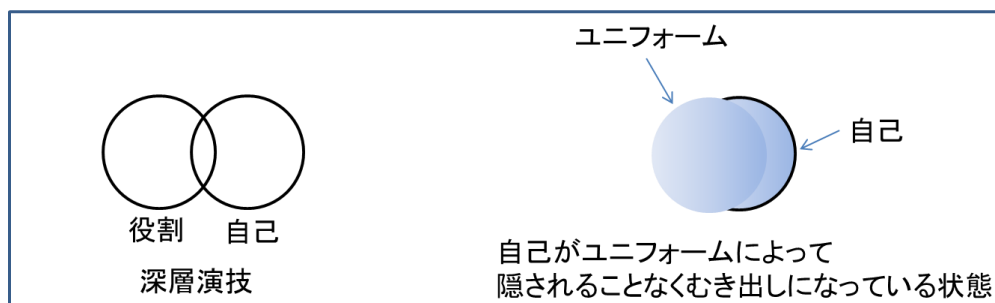 役割
自己
深層演技
ユニフォーム
自己
自己がユニフォームによって
隠されることなくむき出しになっている状態